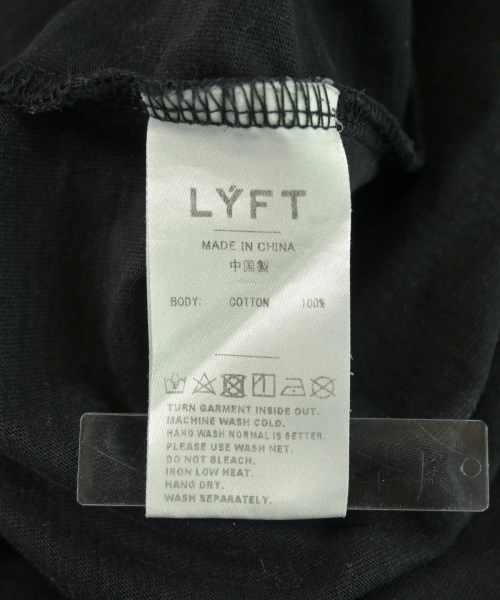 LÝFT
MADE IN CHINA
中国製
BODY: COTTON 100%
TURN GARMENT INSIDE OUT.
MACHINE WASH COLD.
HAND WASH NORMAL IS BETTER.
PLEASE USE WASH NET.
DO NOT BLEACH.
IRON LOW HEAT.
HANG DRY.
WASH SEPARATELY.